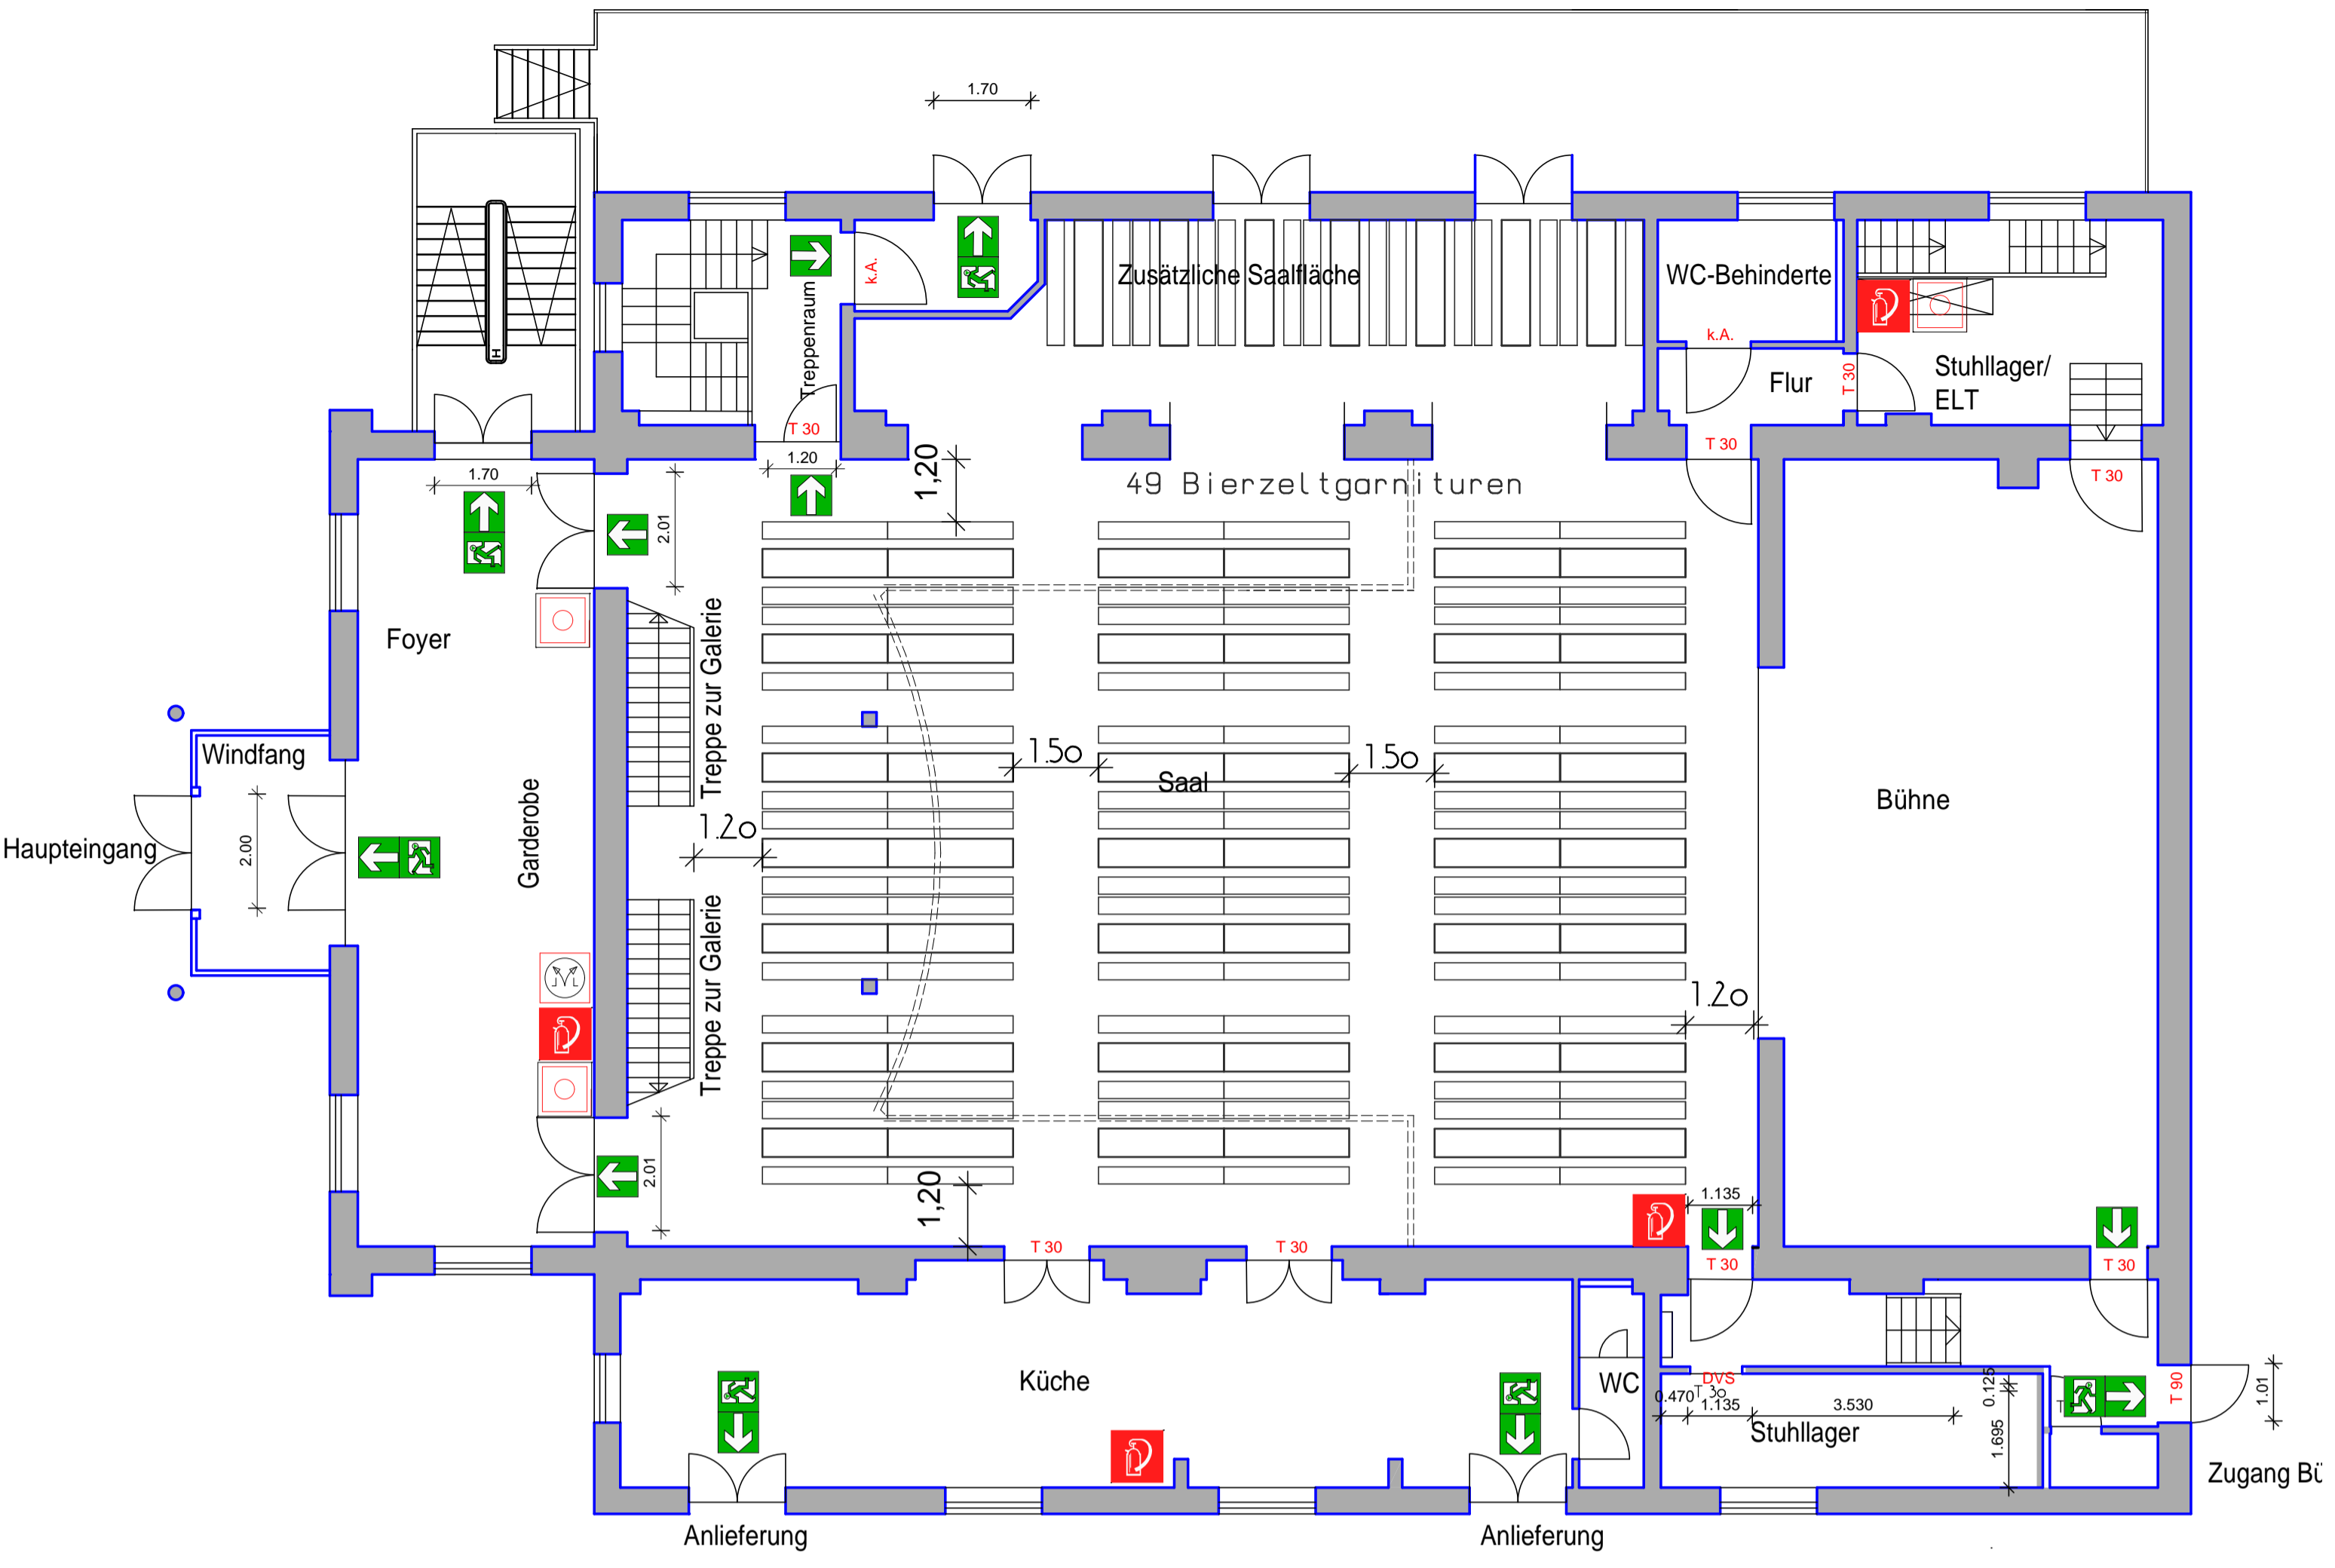 1.70
Zusätzliche Saalfläche
WC-Behinderte
k.A.
Treppenraum
k.A.
T 30
Stuhllager/
ELT
Flur
T 30
1.20
1,20
T 30
T 30
1.70
2.01
49 Bierzeltgarnituren
Foyer
Treppe zur Galerie
Windfang
1.50
1.50
Saal
Bühne
Garderobe
Haupteingang
2.00
1.20
Treppe zur Galerie
1.20
2.01
1,20
1.135
T 30
T 30
T 30
T 30
Küche
WC
DVS
T 30
0.470
1.135
3.530
0.125
1.695
T 90
1.01
Stuhllager
Zugang Bü
Anlieferung
Anlieferung
H